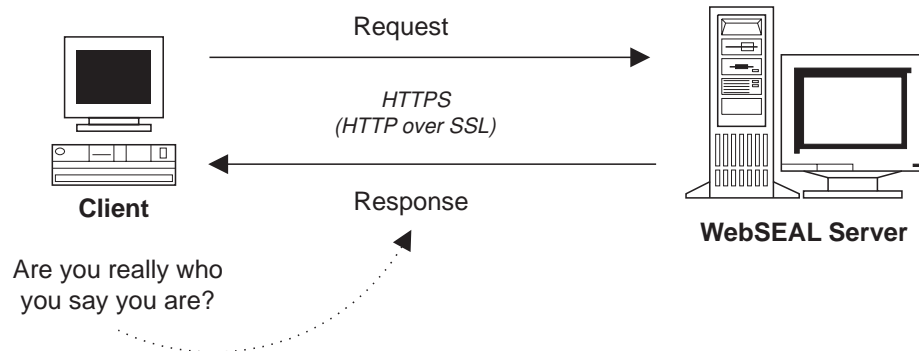 Request
HTTPS
(HTTP over SSL)
Client
Response
WebSEAL Server
Are you really who
you say you are?